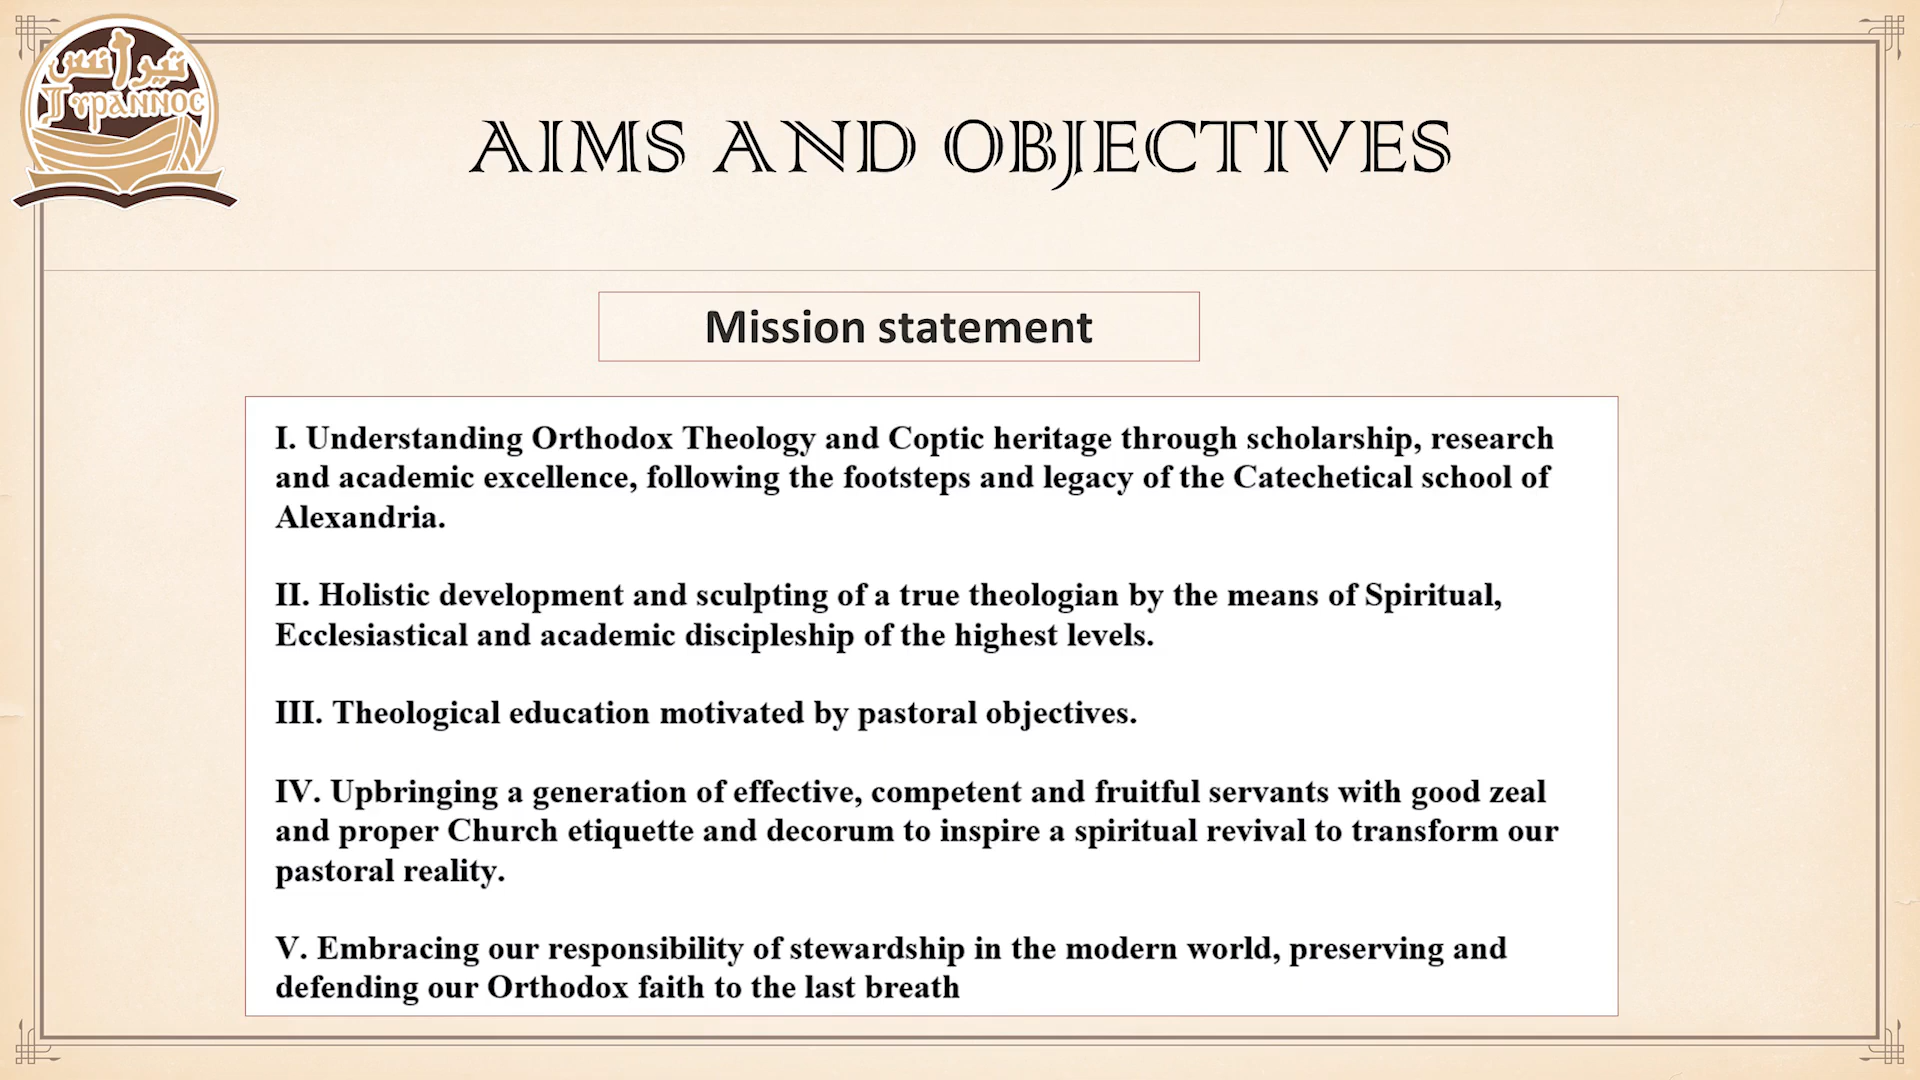 تيرانس
Ⲧⲩⲣⲁⲛⲛⲟⲥ
AIMS AND OBJECTIVES
Mission statement
I. Understanding Orthodox Theology and Coptic heritage through scholarship, research
and academic excellence, following the footsteps and legacy of the Catechetical school of
Alexandria.
II. Holistic development and sculpting of a true theologian by the means of Spiritual,
Ecclesiastical and academic discipleship of the highest levels.
III. Theological education motivated by pastoral objectives.
IV. Upbringing a generation of effective, competent and fruitful servants with good zeal
and proper Church etiquette and decorum to inspire a spiritual revival to transform our
pastoral reality.
V. Embracing our responsibility of stewardship in the modern world, preserving and
defending our Orthodox faith to the last breath